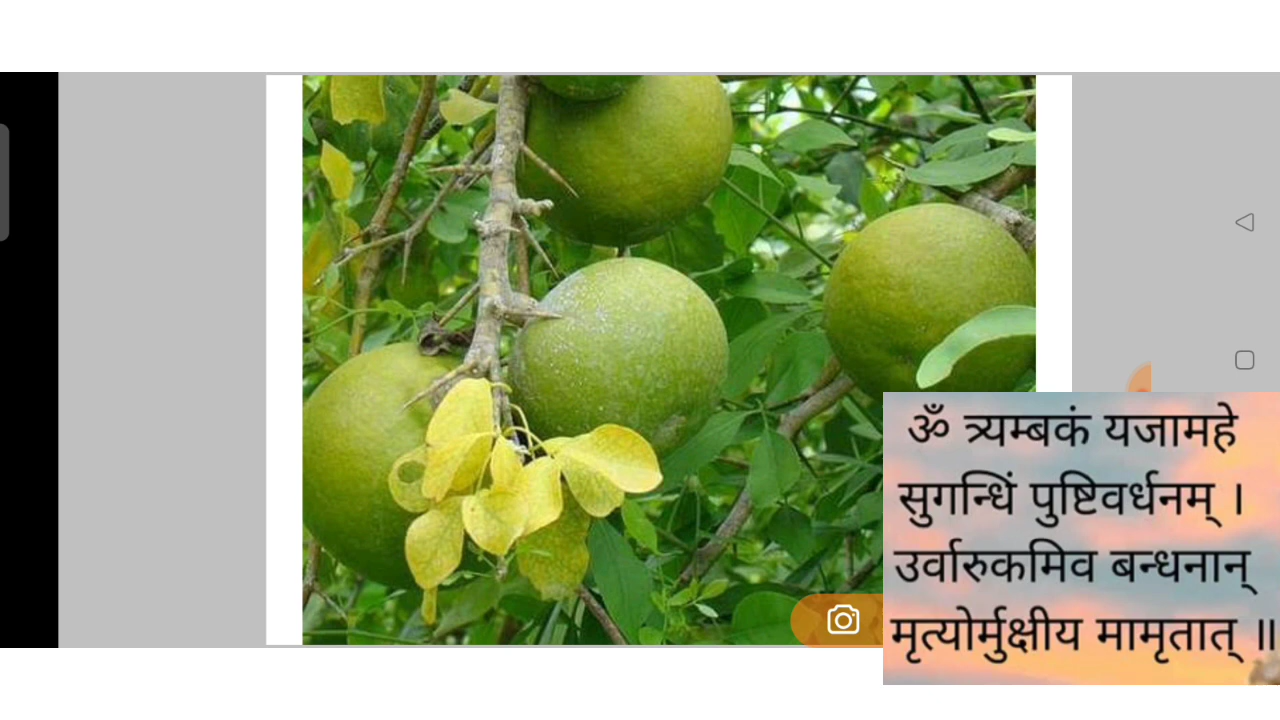 ॐ त्र्यम्बकं यजामहे
सुगन्धिं पुष्टिवर्धनम् ।
उर्वारुकमिव बन्धनान्
मृत्योर्मुक्षीय मामृतात् ॥